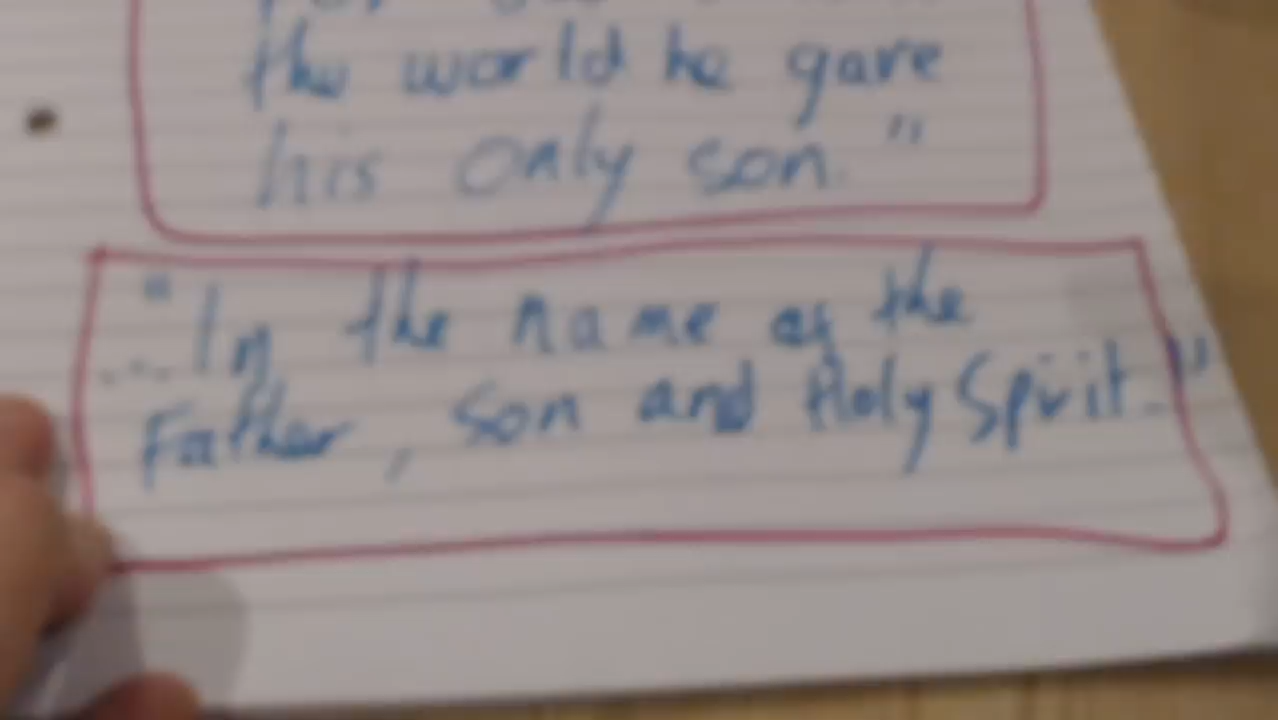 the world he gave
his only son."
"In the name of the
Father, Son and Holy Spirit."